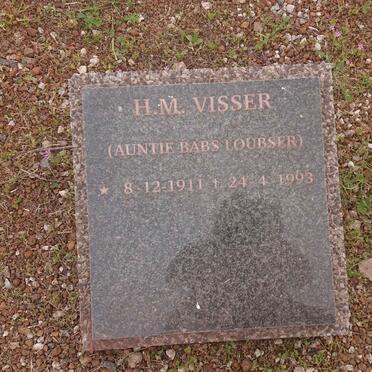 H.M. VISSER
(AUNTIE BABS LOUBSER)
★ 8-12-1911 † 24-4-1993